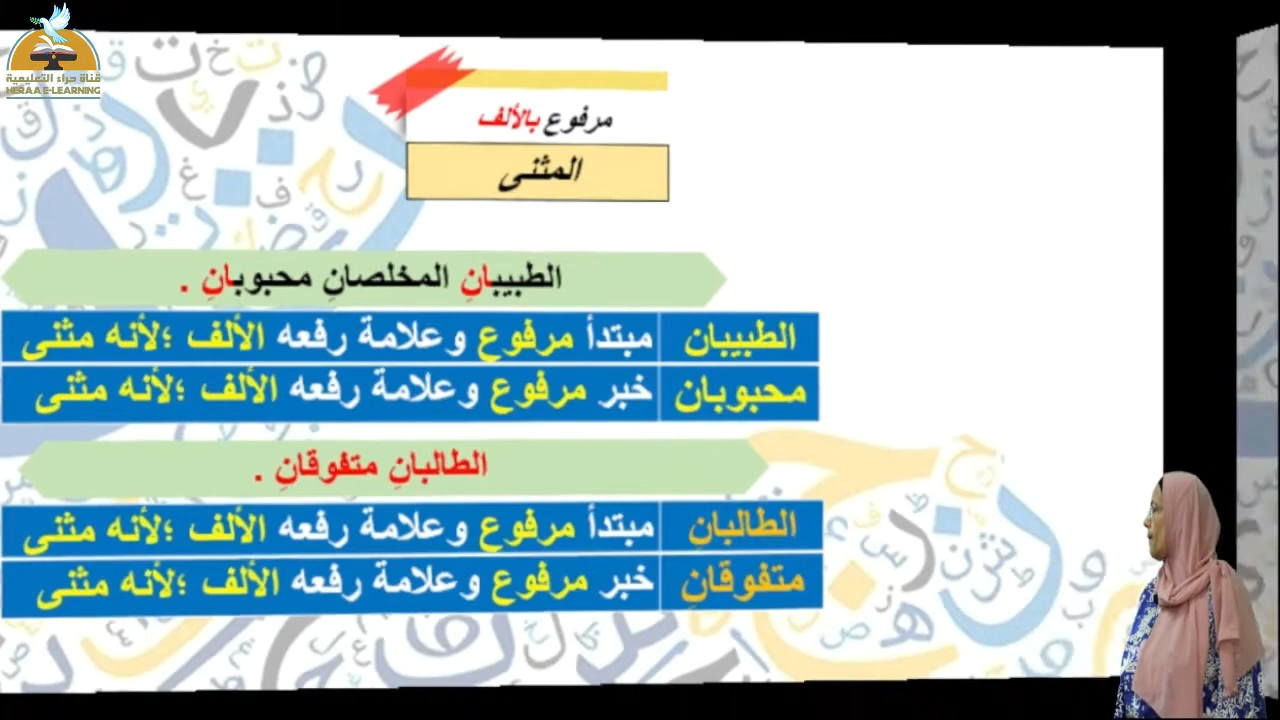 قناة حراء التعليمية
HERAA E-LEARNING
مرفوع بالألف
المثنى
الطبيبانِ المخلصانِ محبوبانِ .
الطبيبان مبتدأ مرفوع وعلامة رفعه الألف ؛لأنه مثنى
محبوبان خبر مرفوع وعلامة رفعه الألف ؛لأنه مثنى
الطالبانِ متفوقانِ .
الطالبانِ مبتدأ مرفوع وعلامة رفعه الألف ؛لأنه مثنى
متفوقانِ خبر مرفوع وعلامة رفعه الألف ؛لأنه مثنى